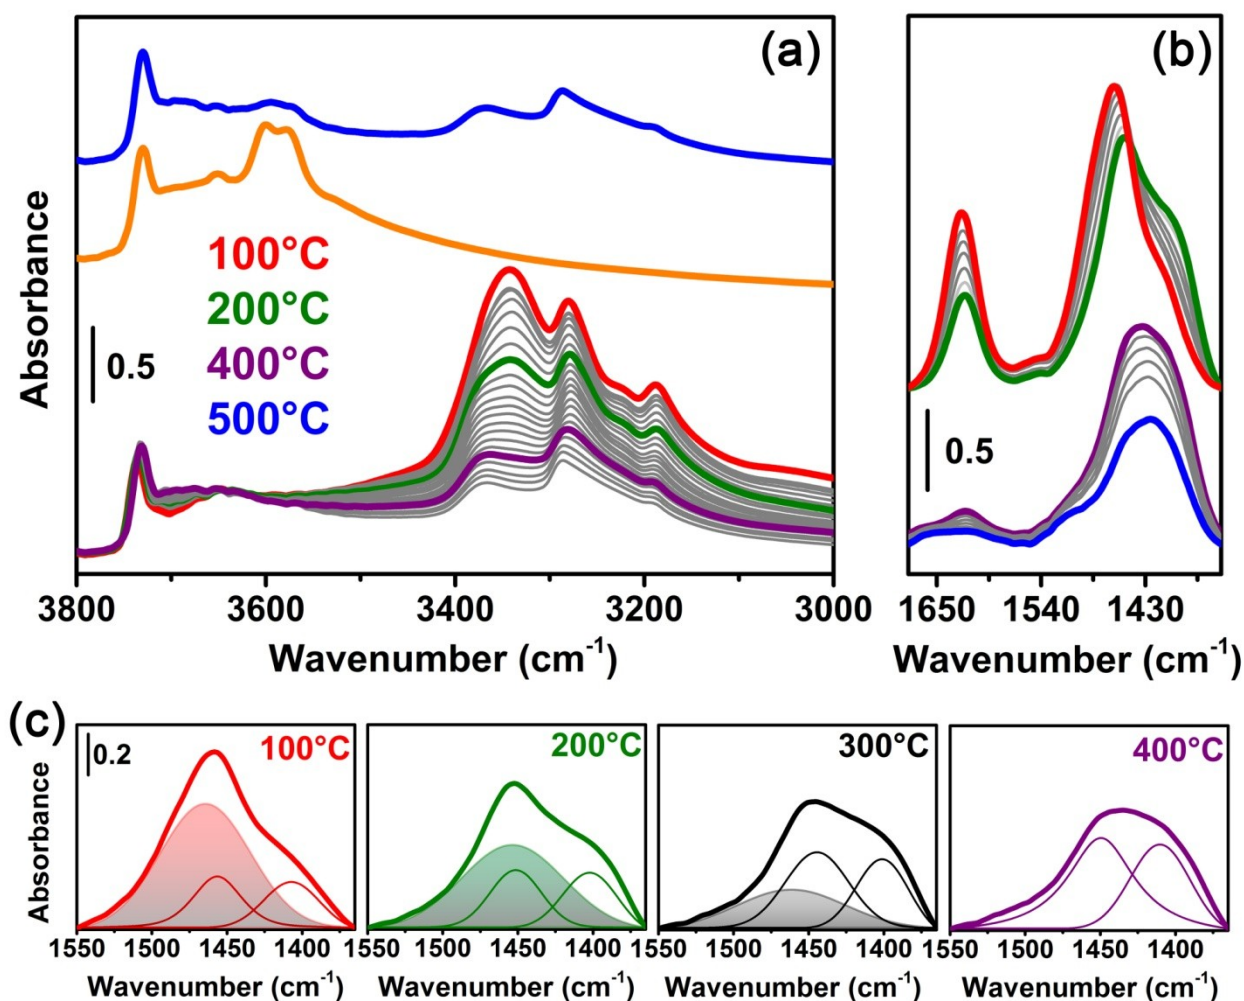 (a)
(b)
Absorbance
100°C
200°C
400°C
500°C
0.5
0.5
3800 3600 3400 3200 3000
1650 1540 1430
Wavenumber (cm-1)
Wavenumber (cm-1)
(c)
0.2
100°C
200°C
300°C
400°C
Absorbance
1550 1500 1450 1400
1550 1500 1450 1400
1550 1500 1450 1400
1550 1500 1450 1400
Wavenumber (cm-1)
Wavenumber (cm-1)
Wavenumber (cm-1)
Wavenumber (cm-1)